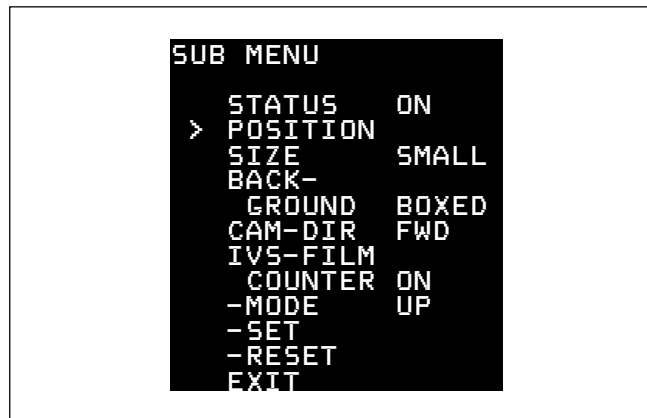 SUB MENU
STATUS ON
> POSITION
SIZE SMALL
BACK-
GROUND BOXED
CAM-DIR FWD
IVS-FILM
COUNTER ON
-MODE UP
-SET
-RESET
EXIT